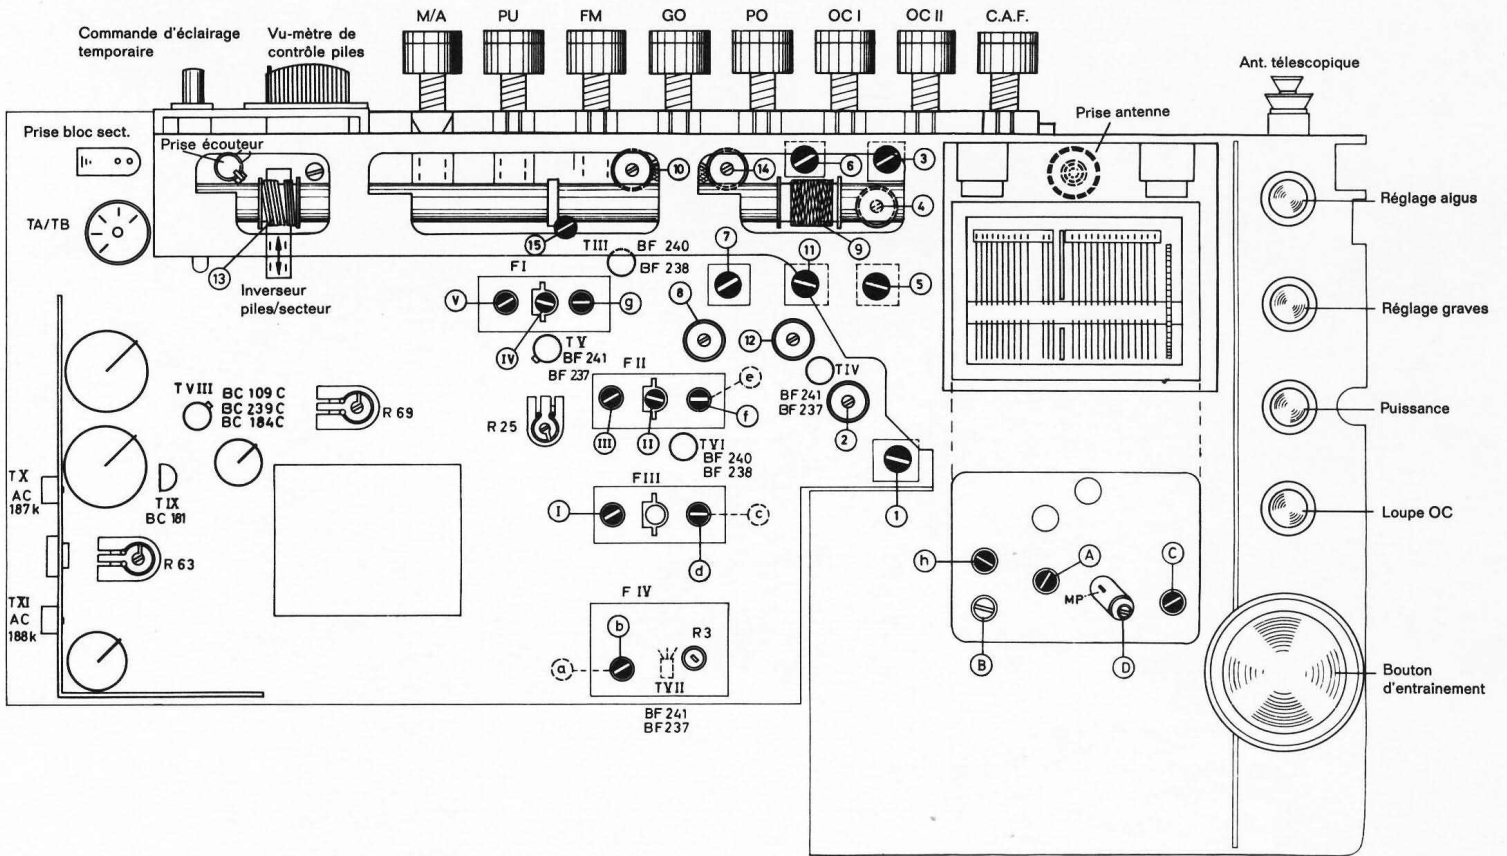 M/A PU FM GO PO OC I OC II C.A.F.
Commande d'éclairage
temporaire
Vu-mètre de
contrôle piles
Ant. télescopique
Prise antenne
Prise bloc sect.
Prise écouteur
10
14
6
3
Réglage aigus
TA/TB
4
13
15
T III
BF 240
BF 238
7
11
9
Inverseur
piles/secteur
F I
V
g
8
5
Réglage graves
IV
T V
BF 241
BF 237
12
F II
e
T IV
BF 241
BF 237
T VIII
BC 109 C
BC 239 C
BC 184 C
R 69
R 25
III
II
f
2
Puissance
T VI
BF 240
BF 238
T X
AC
187 k
T IX
BC 181
F III
I
c
1
Loupe OC
R 63
d
h
A
C
F IV
MP
T XI
AC
188 k
b
R3
a
T VII
B
D
Bouton
d'entrainement
BF 241
BF 237